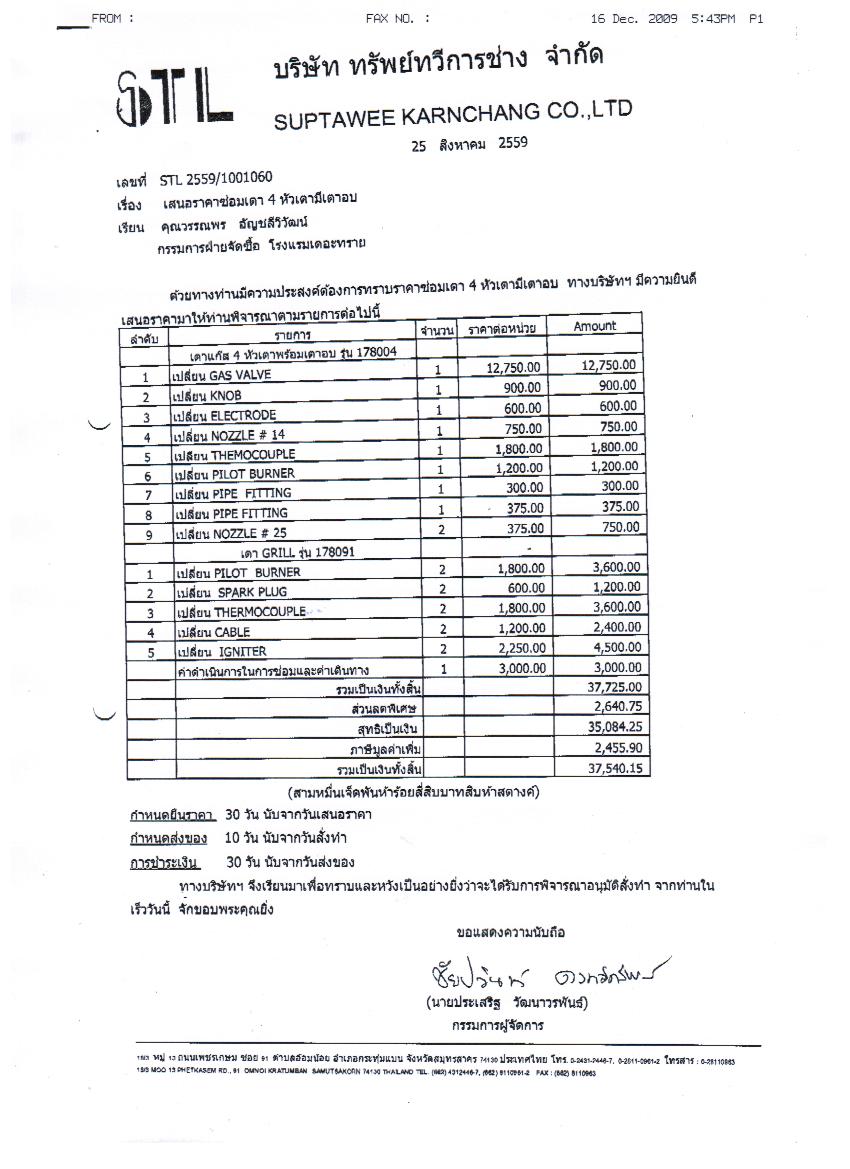 FROM : FAX NO. : 16 Dec. 2009 5:43PM P1
STL
บริษัท ทรัพย์ทวีการช่าง จำกัด
SUPTAWEE KARNCHANG CO.,LTD
25 สิงหาคม 2559
เลขที่ STL 2559/1001060
เรื่อง เสนอราคาซ่อมเตา 4 หัวเตามีเตาอบ
เรียน คุณวรรณพร อัญชลีวิวัฒน์
กรรมการฝ่ายจัดซื้อ โรงแรมเดอะทราย
ด้วยทางท่านมีความประสงค์ต้องการทราบราคาซ่อมเตา 4 หัวเตามีเตาอบ ทางบริษัทฯ มีความยินดี
เสนอราคามาให้ท่านพิจารณาตามรายการต่อไปนี้
ลำดับ รายการ จำนวน ราคาต่อหน่วย Amount
เตาแก๊ส 4 หัวเตาพร้อมเตาอบ รุ่น 178004
1 เปลี่ยน GAS VALVE 1 12,750.00 12,750.00
2 เปลี่ยน KNOB 1 900.00 900.00
3 เปลี่ยน ELECTRODE 1 600.00 600.00
4 เปลี่ยน NOZZLE # 14 1 750.00 750.00
5 เปลี่ยน THEMOCOUPLE 1 1,800.00 1,800.00
6 เปลี่ยน PILOT BURNER 1 1,200.00 1,200.00
7 เปลี่ยน PIPE FITTING 1 300.00 300.00
8 เปลี่ยน PIPE FITTING 1 375.00 375.00
9 เปลี่ยน NOZZLE # 25 2 375.00 750.00
เตา GRILL รุ่น 178091 -
1 เปลี่ยน PILOT BURNER 2 1,800.00 3,600.00
2 เปลี่ยน SPARK PLUG 2 600.00 1,200.00
3 เปลี่ยน THERMOCOUPLE 2 1,800.00 3,600.00
4 เปลี่ยน CABLE 2 1,200.00 2,400.00
5 เปลี่ยน IGNITER 2 2,250.00 4,500.00
ค่าดำเนินการในการซ่อมและค่าเดินทาง 1 3,000.00 3,000.00
รวมเป็นเงินทั้งสิ้น 37,725.00
ส่วนลดพิเศษ 2,640.75
สุทธิเป็นเงิน 35,084.25
ภาษีมูลค่าเพิ่ม 2,455.90
รวมเป็นเงินทั้งสิ้น 37,540.15
(สามหมื่นเจ็ดพันห้าร้อยสี่สิบบาทสิบห้าสตางค์)
กำหนดยืนราคา 30 วัน นับจากวันเสนอราคา
กำหนดส่งของ 10 วัน นับจากวันสั่งทำ
การชำระเงิน 30 วัน นับจากวันส่งของ
ทางบริษัทฯ จึงเรียนมาเพื่อทราบและหวังเป็นอย่างยิ่งว่าจะได้รับการพิจารณาอนุมัติสั่งทำ จากท่านใน
เร็ววันนี้ จักขอบพระคุณยิ่ง
ขอแสดงความนับถือ
(นายประเสริฐ วัฒนาวรพันธ์)
กรรมการผู้จัดการ
18/3 หมู่ 13 ถนนเพชรเกษม ซอย 91 ตำบลอ้อมน้อย อำเภอกระทุ่มแบน จังหวัดสมุทรสาคร 74130 ประเทศไทย โทร. 0-2431-2446-7, 0-2811-0961-2 โทรสาร : 0-28110963
18/3 MOO 13 PHETKASEM RD., 91 OMNOI KRATUMBAN SAMUTSAKORN 74130 THAILAND TEL. (662) 4312446-7, (662) 8110961-2 FAX : (662) 8110963